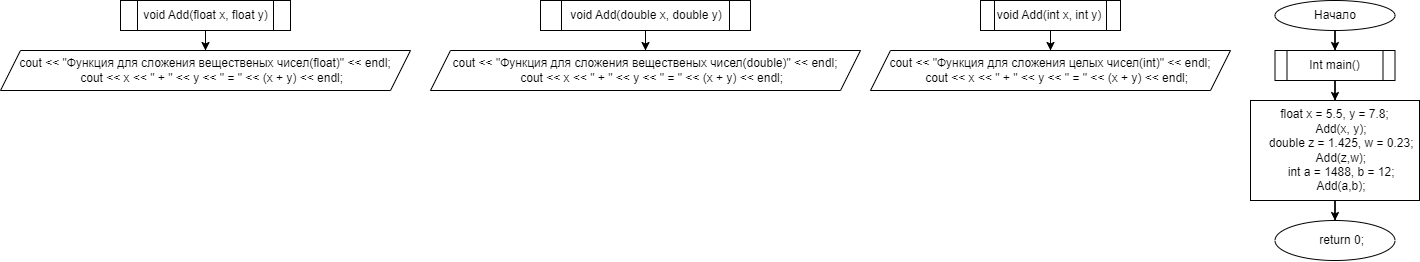 void Add(float x, float y)
cout << "Функция для сложения вещественых чисел(float)" << endl;
cout << x << " + " << y << " = " << (x + y) << endl;
void Add(double x, double y)
cout << "Функция для сложения вещественых чисел(double)" << endl;
cout << x << " + " << y << " = " << (x + y) << endl;
void Add(int x, int y)
cout << "Функция для сложения целых чисел(int)" << endl;
cout << x << " + " << y << " = " << (x + y) << endl;
Начало
Int main()
float x = 5.5, y = 7.8;
Add(x, y);
double z = 1.425, w = 0.23;
Add(z,w);
int a = 1488, b = 12;
Add(a,b);
return 0;